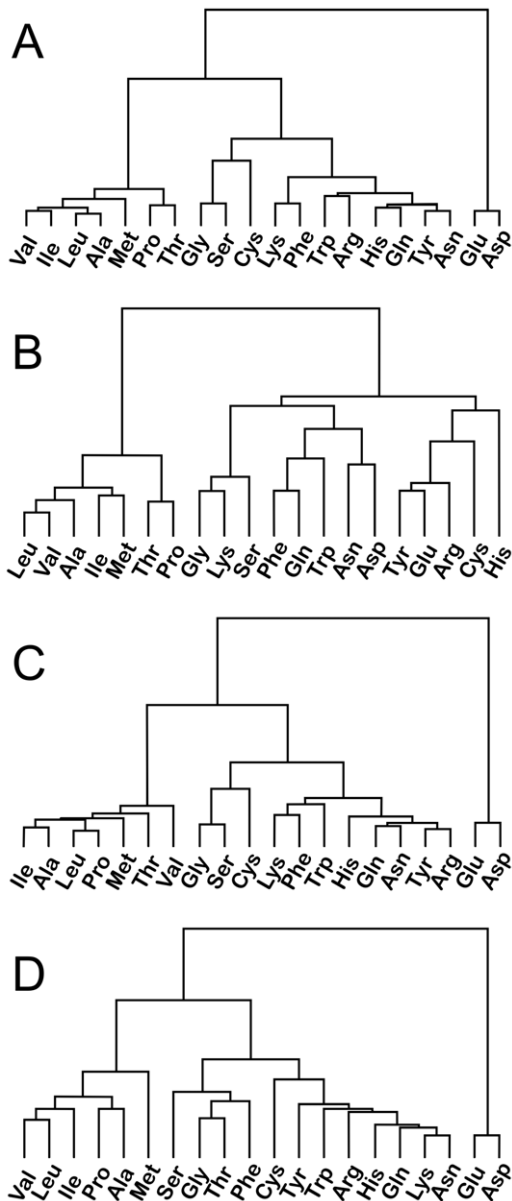 A
Val Ile Leu Ala Met Pro Thr Gly Ser Cys Lys Phe Trp Arg His Gln Tyr Asn Glu Asp
B
Leu Val Ala Ile Met Thr Pro Gly Lys Ser Phe Gln Trp Asn Asp Tyr Glu Arg Cys His
C
Ile Ala Leu Pro Met Thr Val Gly Ser Cys Lys Phe Trp His Gln Asn Tyr Arg Glu Asp
D
Val Leu Ile Pro Ala Met Ser Gly Thr Phe Cys Tyr Trp Arg His Gln Lys Asn Glu Asp